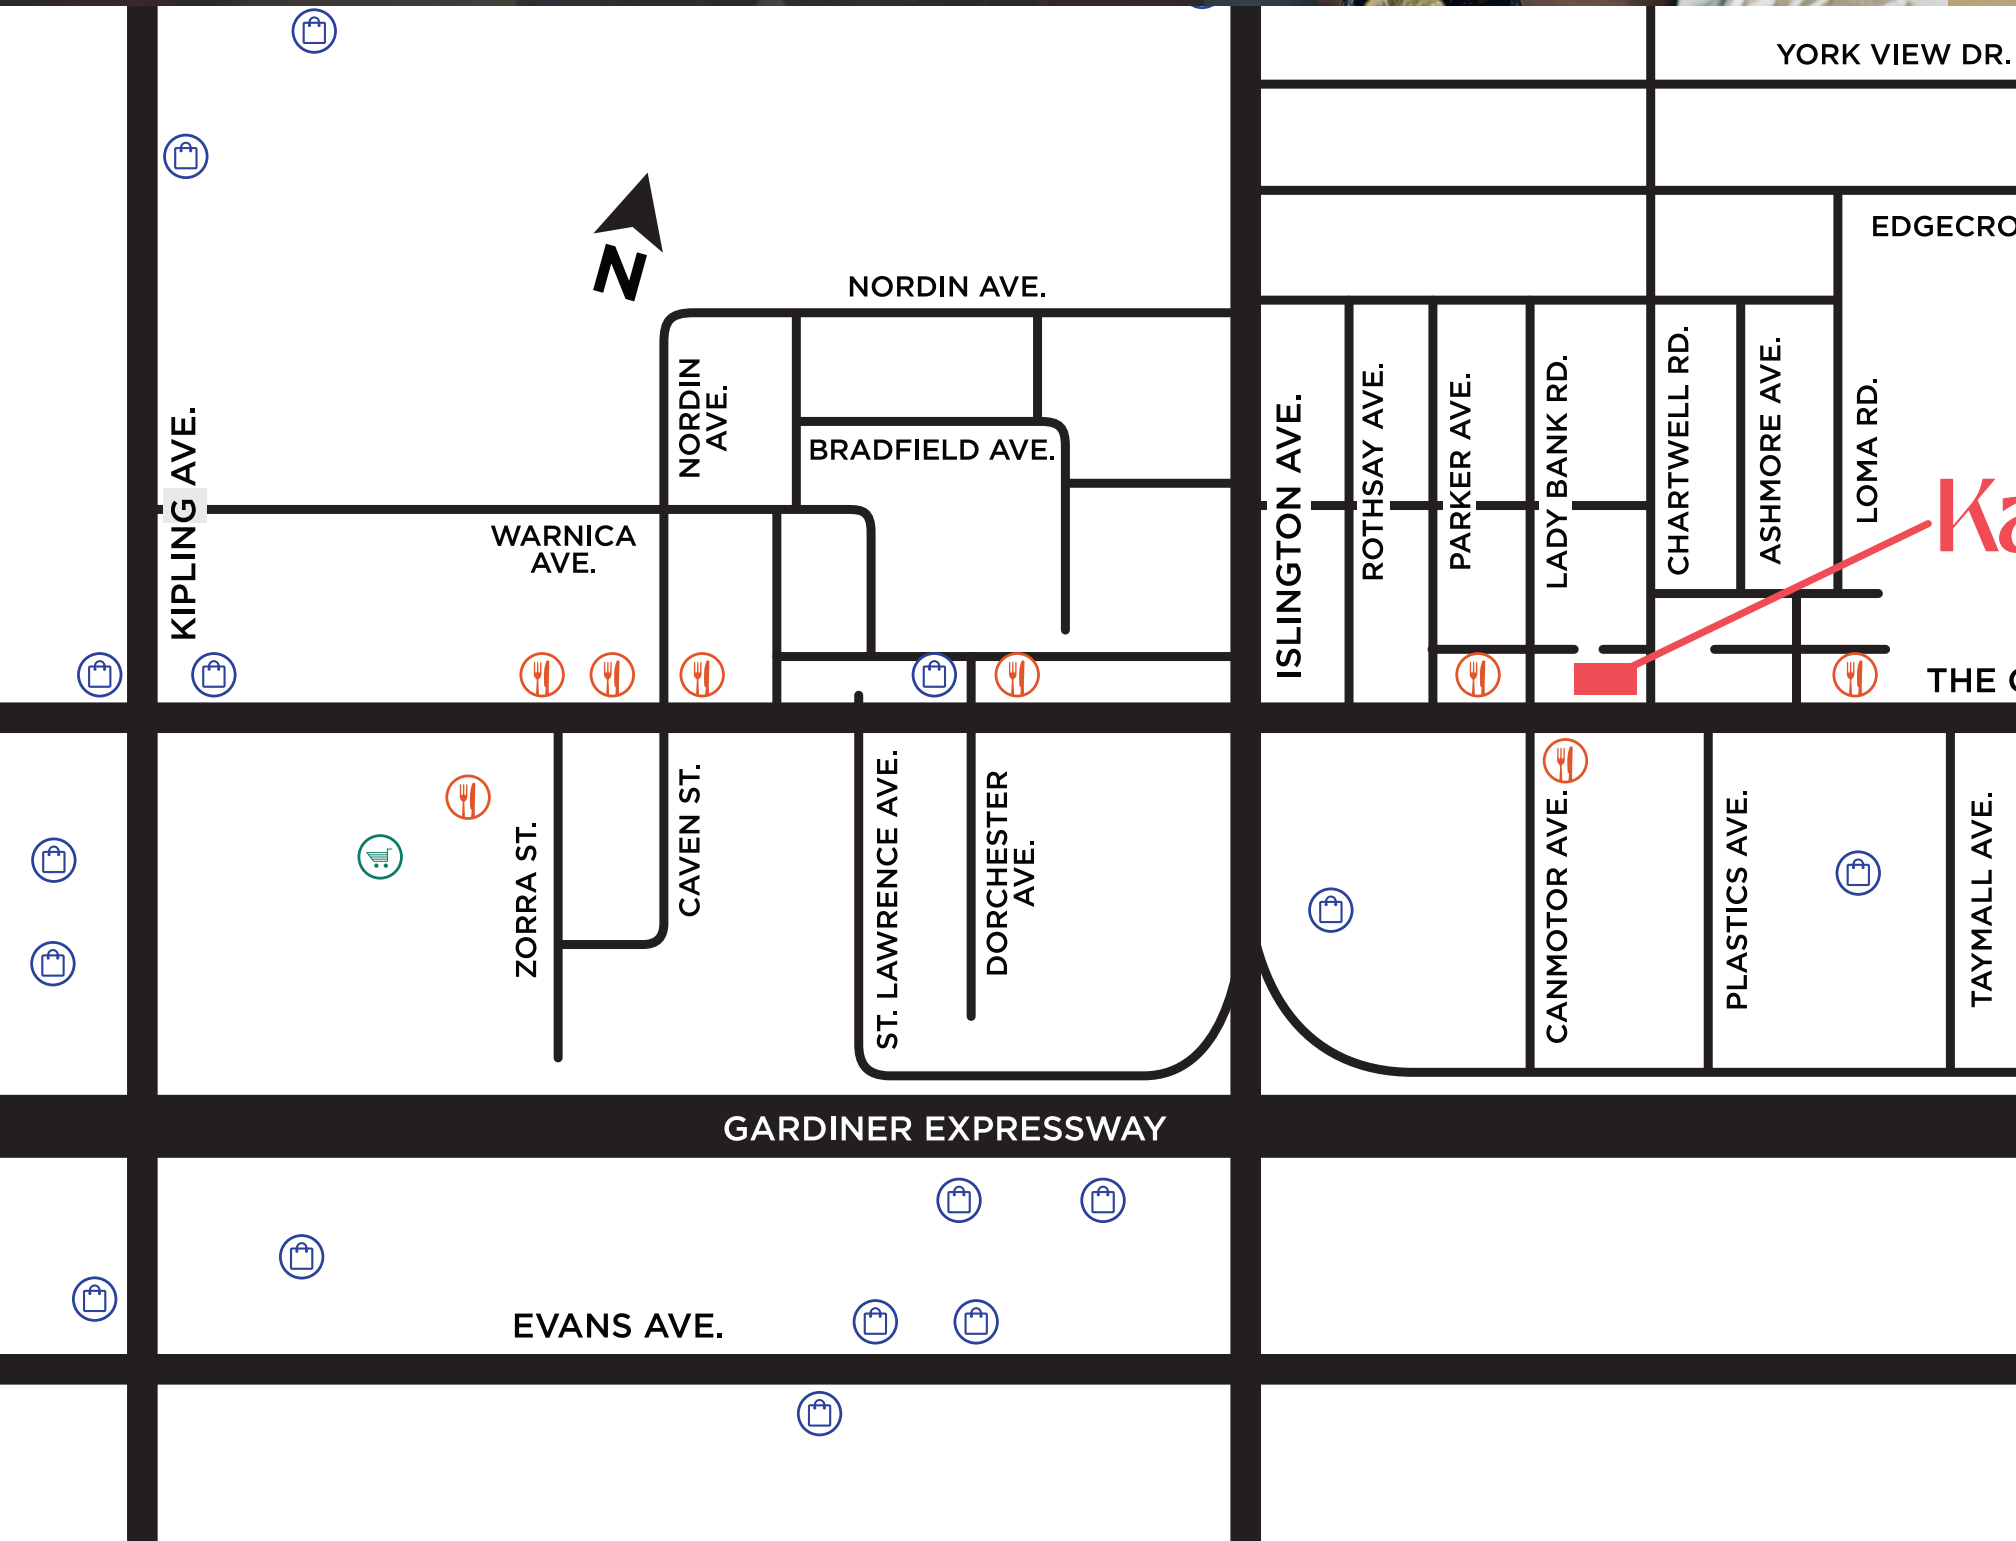 YORK VIEW DR.
N
NORDIN AVE.
NORDIN
AVE.
BRADFIELD AVE.
WARNICA
AVE.
KIPLING AVE.
ISLINGTON AVE.
ROTHSAY AVE.
PARKER AVE.
LADY BANK RD.
CHARTWELL RD.
ASHMORE AVE.
LOMA RD.
THE
ZORRA ST.
CAVEN ST.
ST. LAWRENCE AVE.
DORCHESTER
AVE.
CANMOTOR AVE.
PLASTICS AVE.
TAYMALL AVE.
GARDINER EXPRESSWAY
EVANS AVE.